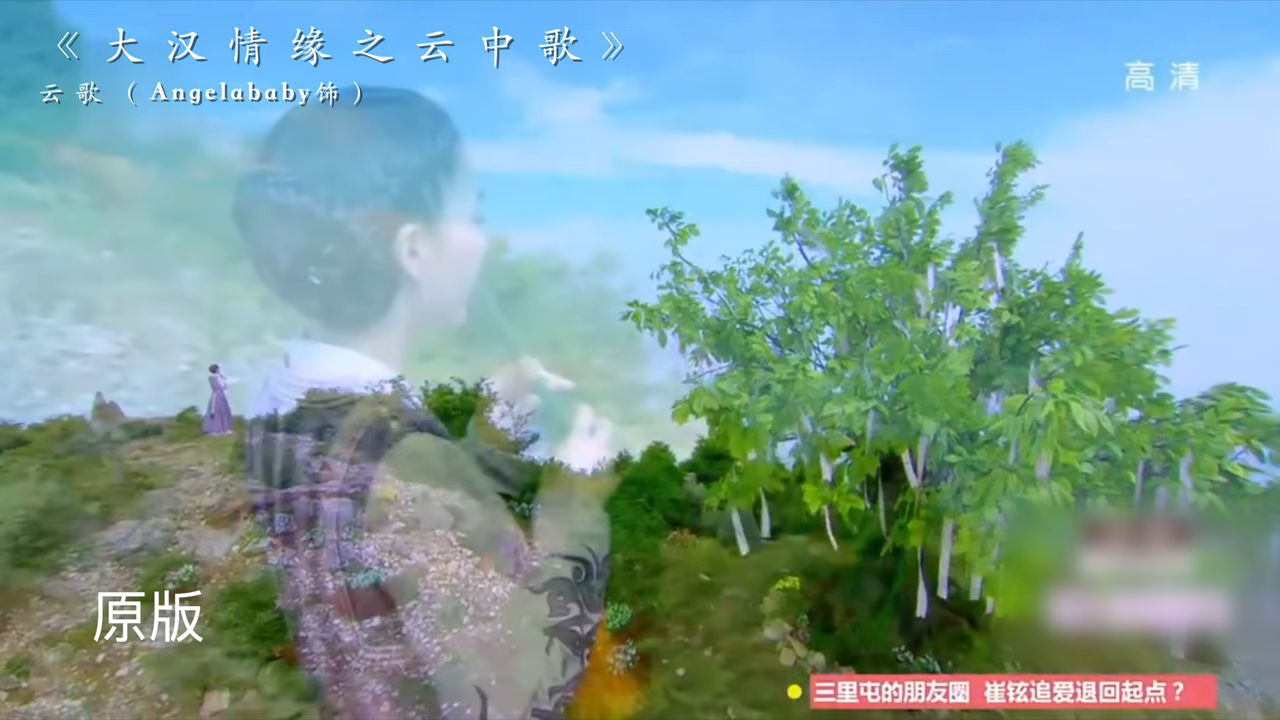 《大汉情缘之云中歌》
高清
云歌（Angelababy饰）
原版
三里屯的朋友圈 崔铉追爱退回起点？